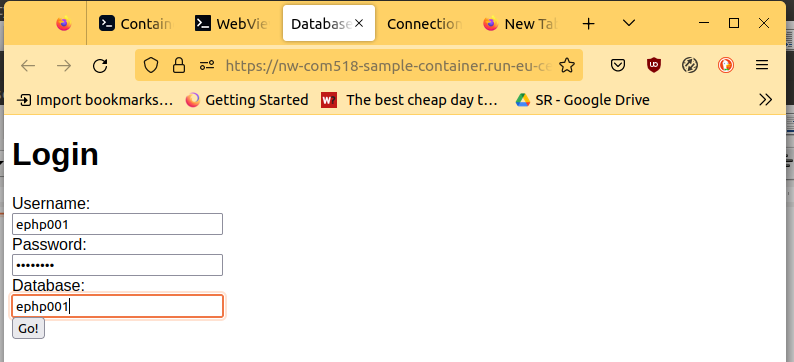 Contain WebVie Database Connection New Tab
https://nw-com518-sample-container.run-eu-ce
Import bookmarks... Getting Started The best cheap day t... SR - Google Drive
Login
Username:
ephp001
Password:
••••••••
Database:
ephp001
Go!